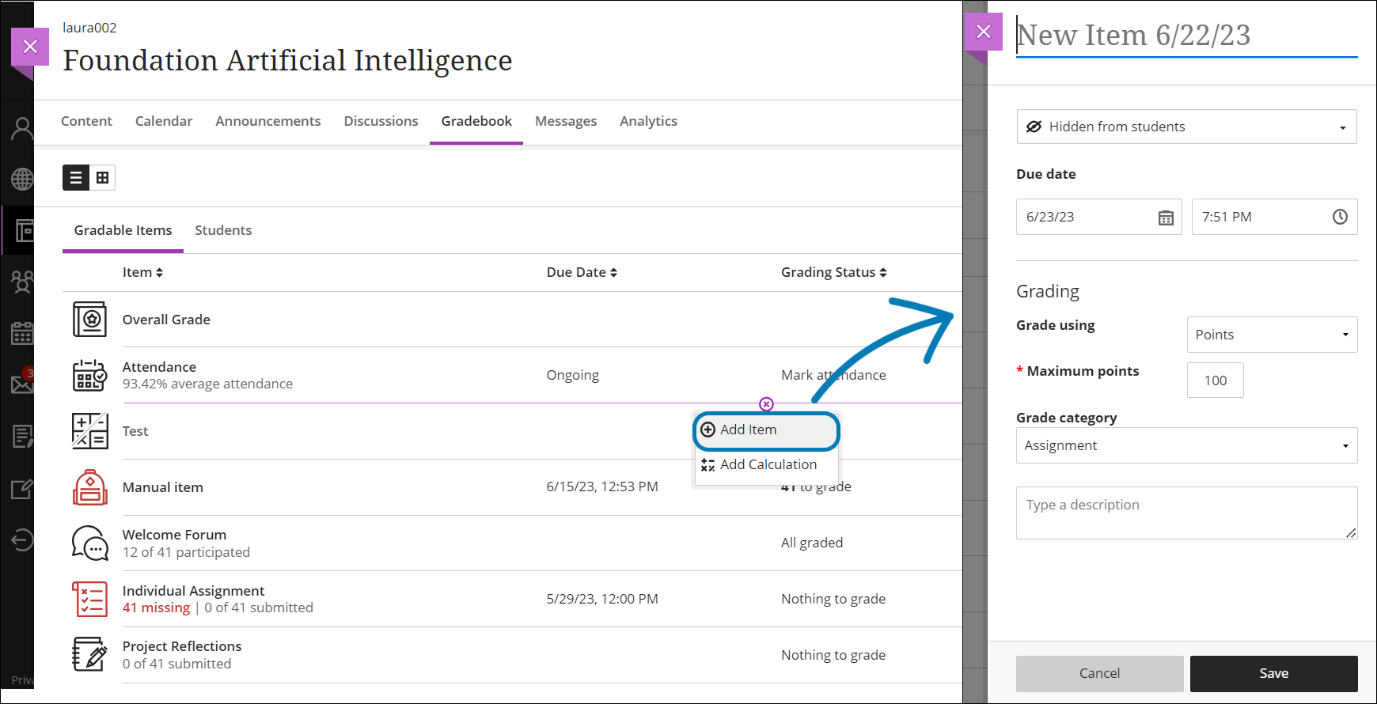 laura002
Foundation Artificial Intelligence
Content Calendar Announcements Discussions Gradebook Messages Analytics
Gradable Items Students
Item Due Date Grading Status
Overall Grade
Attendance
93.42% average attendance
Ongoing
Mark attendance
Test
Add Item
Add Calculation
Manual item
6/15/23, 12:53 PM
41 to grade
Welcome Forum
12 of 41 participated
All graded
Individual Assignment
41 missing | 0 of 41 submitted
5/29/23, 12:00 PM
Nothing to grade
Project Reflections
0 of 41 submitted
Nothing to grade
3
Priva
New Item 6/22/23
Hidden from students
Due date
6/23/23
7:51 PM
Grading
Grade using
Points
* Maximum points
100
Grade category
Assignment
Type a description
Cancel
Save